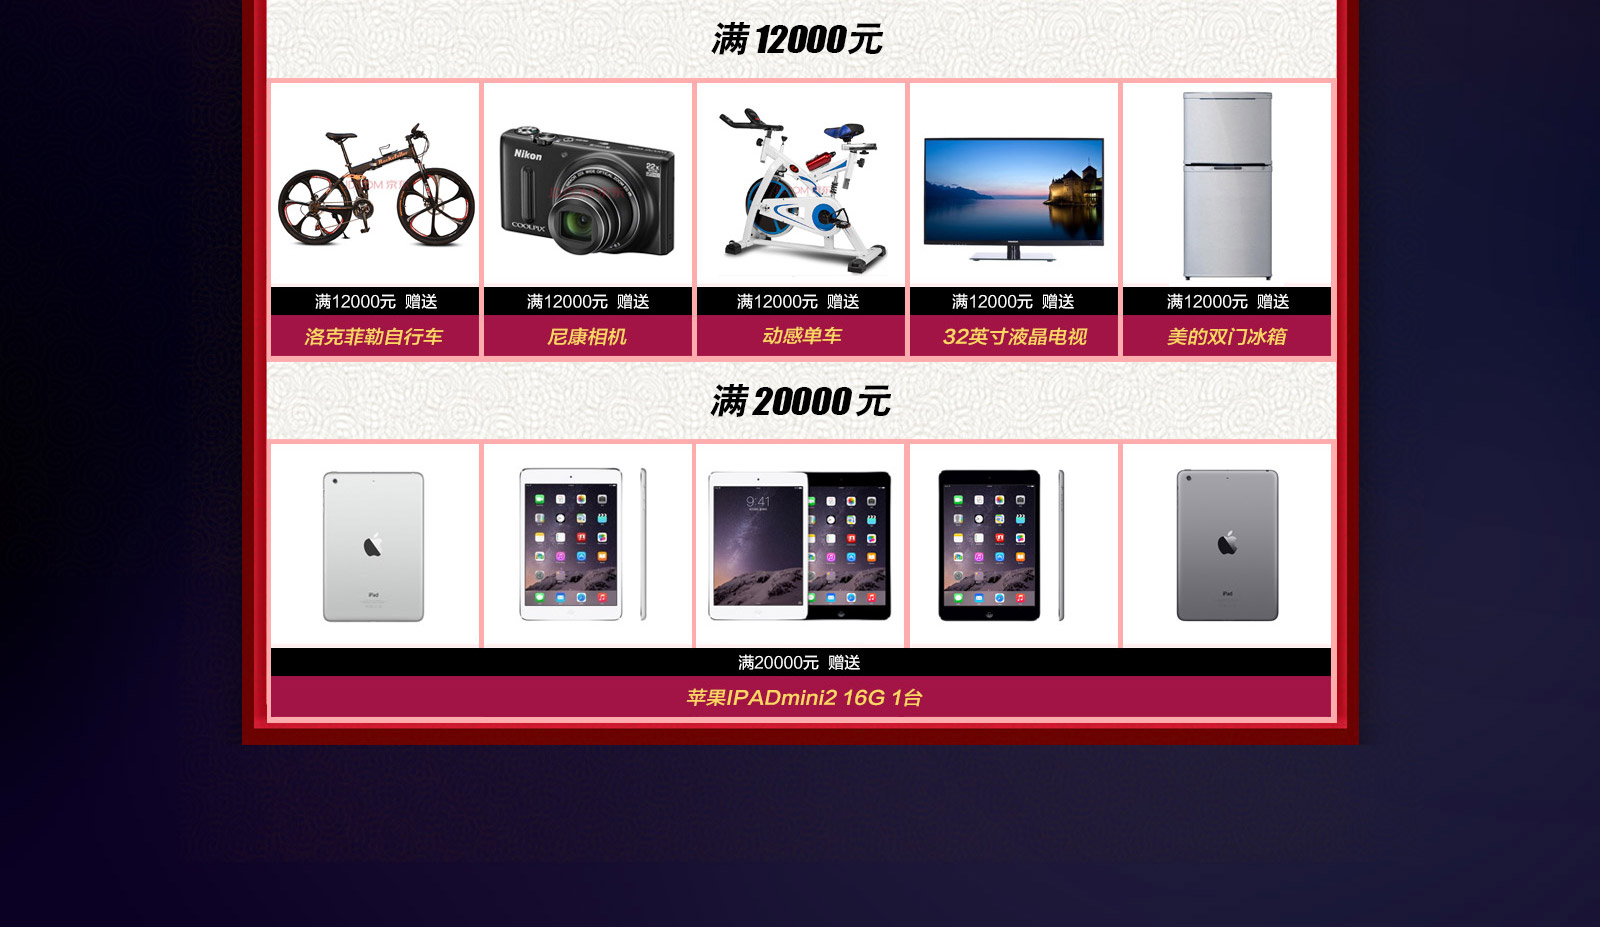 满12000元
Nikon
22x
COOLPIX
满12000元 赠送
满12000元 赠送
满12000元 赠送
满12000元 赠送
满12000元 赠送
洛克菲勒自行车
尼康相机
动感单车
32英寸液晶电视
美的双门冰箱
满20000元
9:41
iPad
iPad
满20000元 赠送
苹果IPADmini2 16G 1台